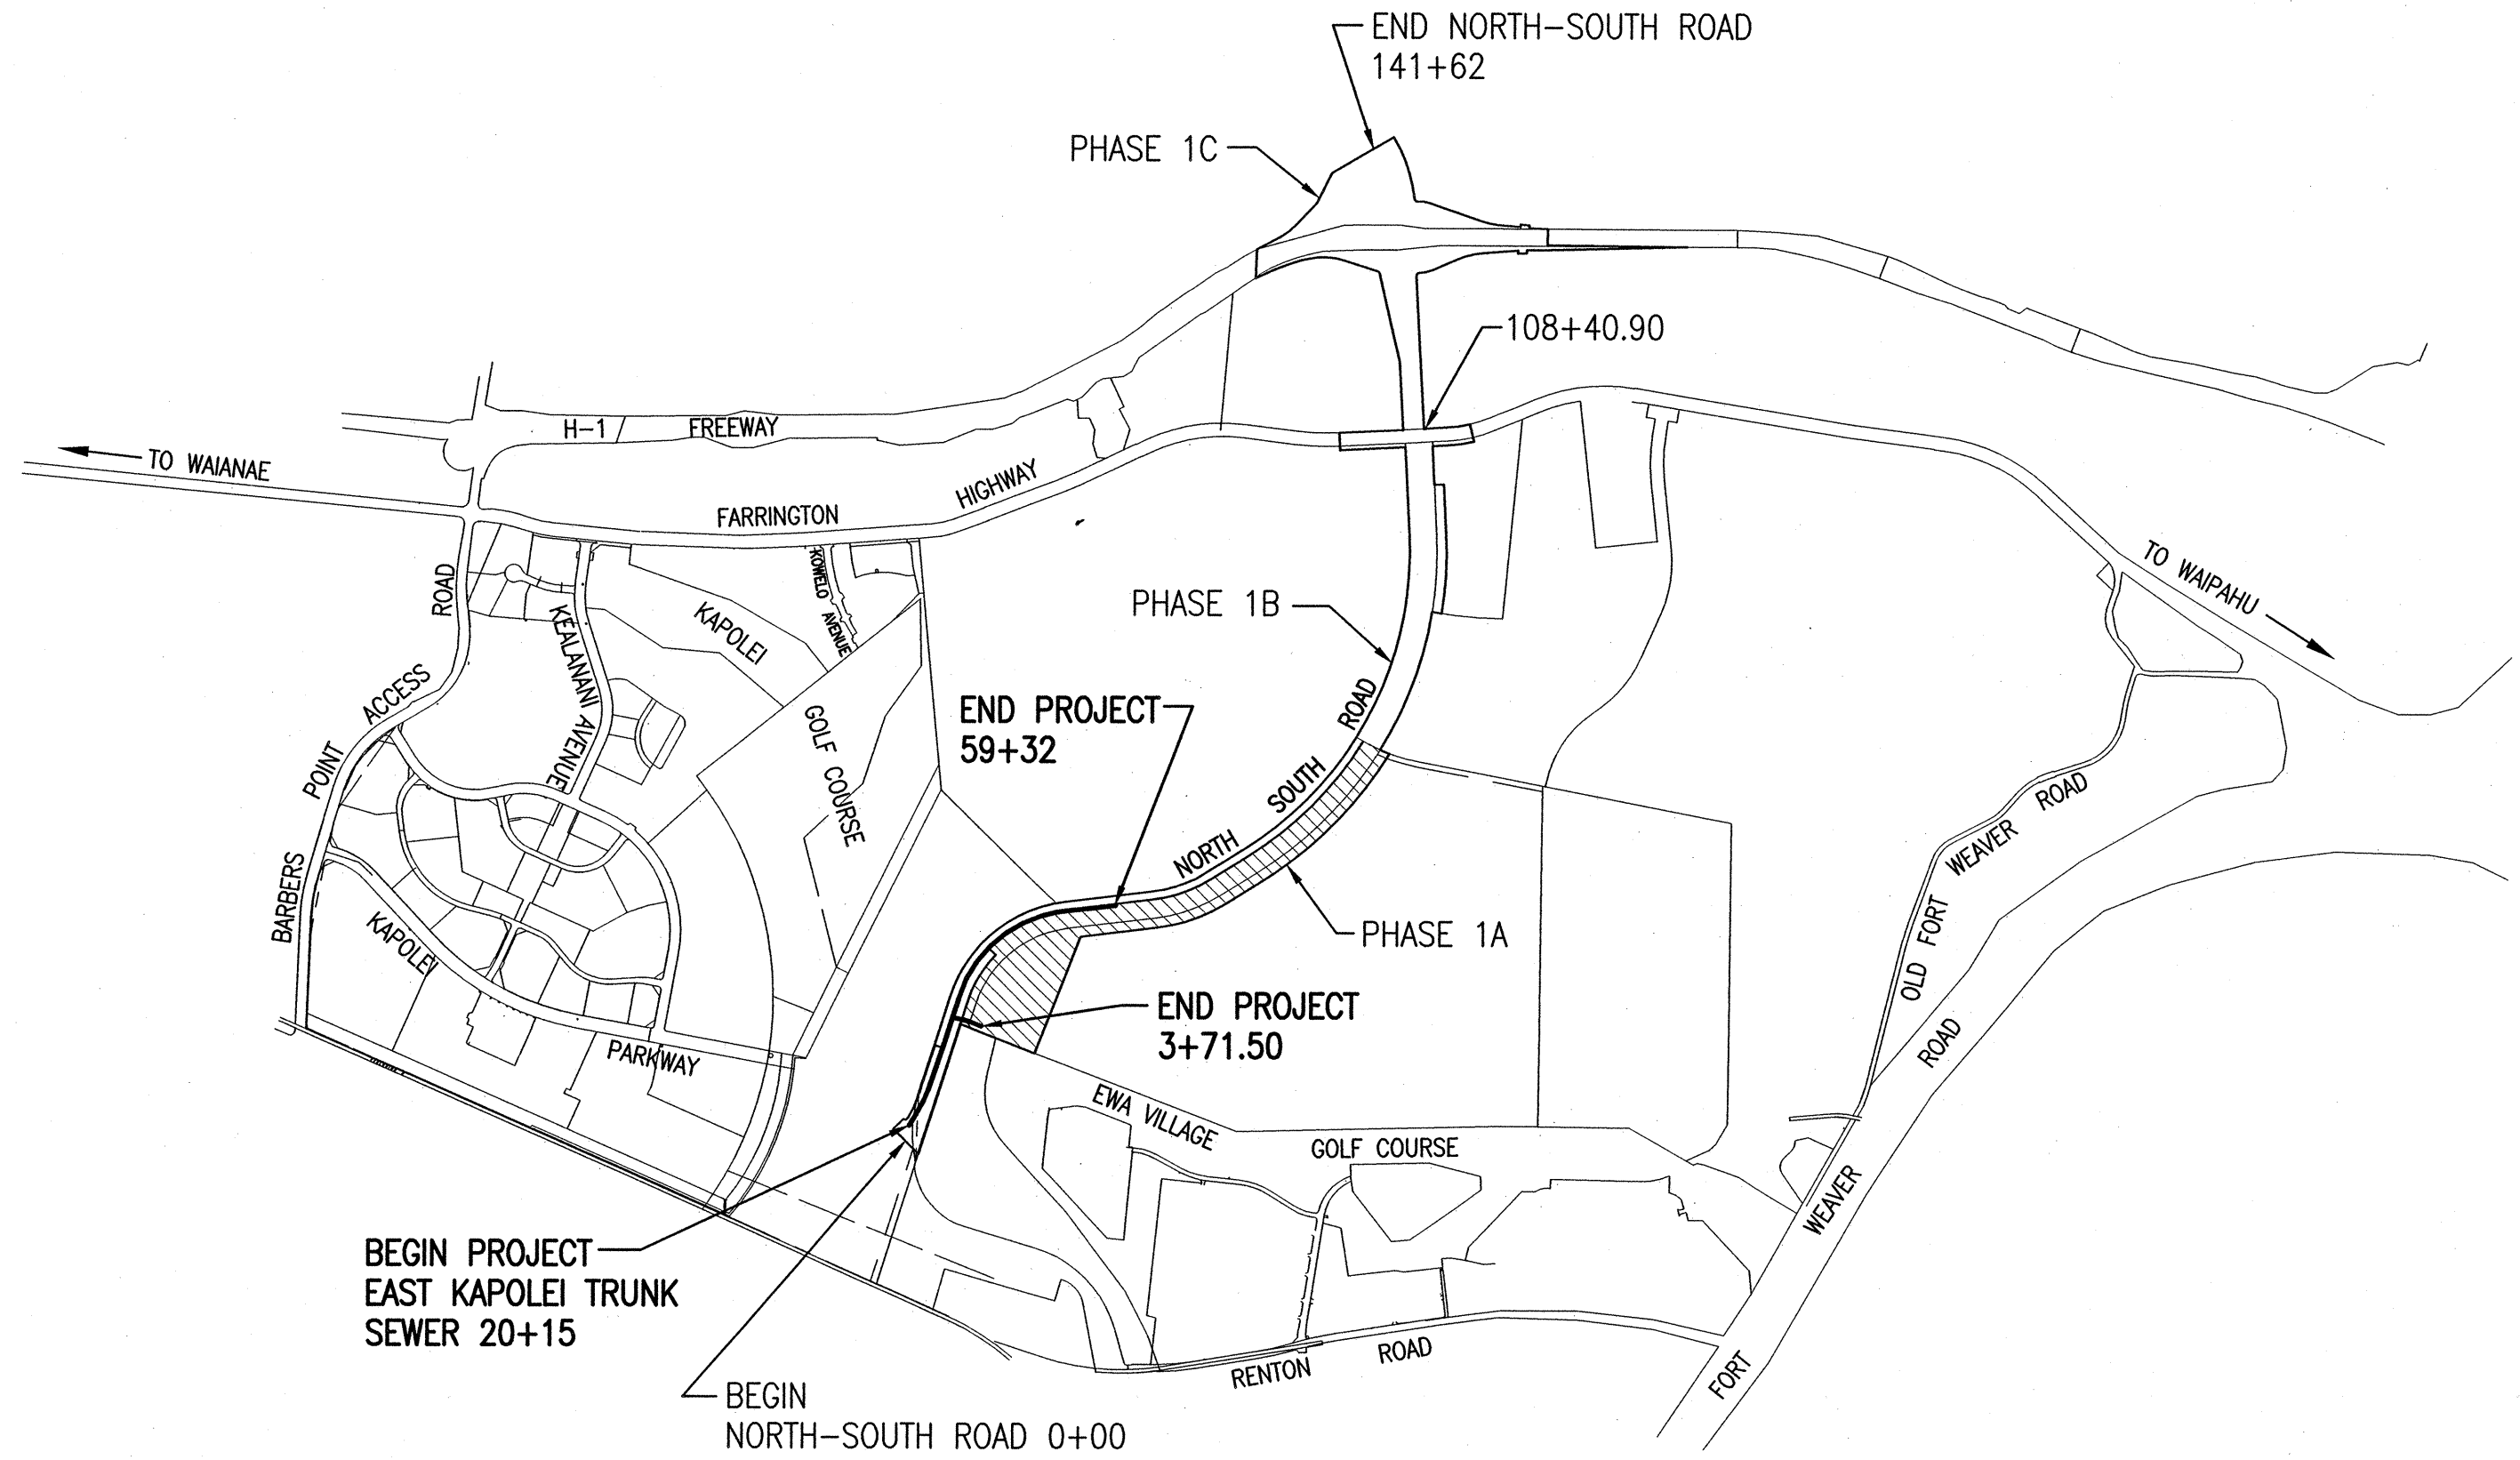 END NORTH-SOUTH ROAD
141+62
PHASE 1C
108+40.90
H-1 FREEWAY
TO WAIANAE
FARRINGTON HIGHWAY
TO WAIPAHU
KOWELO AVENUE
KAPOLEI GOLF COURSE
KEALANANI AVENUE
BARBERS POINT ACCESS ROAD
PHASE 1B
END PROJECT
59+32
NORTH SOUTH ROAD
OLD FORT WEAVER ROAD
PHASE 1A
KAPOLEI PARKWAY
END PROJECT
3+71.50
EWA VILLAGE GOLF COURSE
FORT WEAVER ROAD
BEGIN PROJECT
EAST KAPOLEI TRUNK
SEWER 20+15
RENTON ROAD
BEGIN
NORTH-SOUTH ROAD 0+00